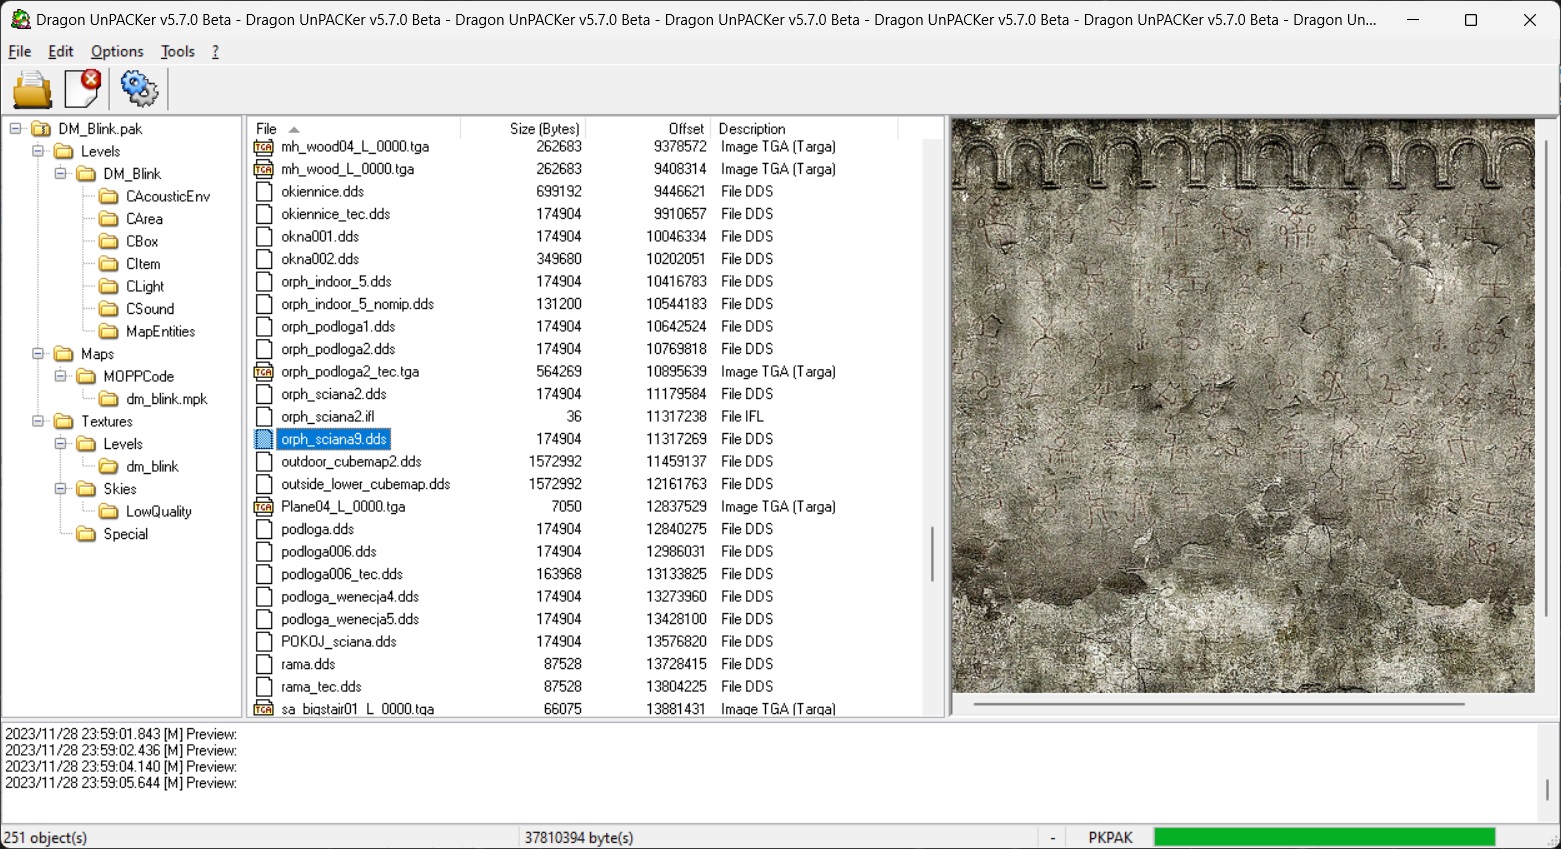 Dragon UnPACKer v5.7.0 Beta - Dragon UnPACKer v5.7.0 Beta - Dragon UnPACKer v5.7.0 Beta - Dragon UnPACKer v5.7.0 Beta - Dragon UnPACKer v5.7.0 Beta - Dragon UnPACKer v5.7.0 Beta - Dragon Un...
File Edit Options Tools ?
DM_Blink.pak
Levels
DM_Blink
CAcousticEnv
CArea
CBox
CItem
CLight
CSound
MapEntities
Maps
MOPPCode
dm_blink.mpk
Textures
Levels
dm_blink
Skies
LowQuality
Special
File Size (Bytes) Offset Description
TGA mh_wood04_L_0000.tga 262683 9378572 Image TGA (Targa)
TGA mh_wood_L_0000.tga 262683 9408314 Image TGA (Targa)
okiennice.dds 699192 9446621 File DDS
okiennice_tec.dds 174904 9910657 File DDS
okna001.dds 174904 10046334 File DDS
okna002.dds 349680 10202051 File DDS
orph_indoor_5.dds 174904 10416783 File DDS
orph_indoor_5_nomip.dds 131200 10544183 File DDS
orph_podloga1.dds 174904 10642524 File DDS
orph_podloga2.dds 174904 10769818 File DDS
TGA orph_podloga2_tec.tga 564269 10895639 Image TGA (Targa)
orph_sciana2.dds 174904 11179584 File DDS
orph_sciana2.ifl 36 11317238 File IFL
orph_sciana9.dds 174904 11317269 File DDS
outdoor_cubemap2.dds 1572992 11459137 File DDS
outside_lower_cubemap.dds 1572992 12161763 File DDS
TGA Plane04_L_0000.tga 7050 12837529 Image TGA (Targa)
podloga.dds 174904 12840275 File DDS
podloga006.dds 174904 12986031 File DDS
podloga006_tec.dds 163968 13133825 File DDS
podloga_wenecja4.dds 174904 13273960 File DDS
podloga_wenecja5.dds 174904 13428100 File DDS
POKOJ_sciana.dds 174904 13576820 File DDS
rama.dds 87528 13728415 File DDS
rama_tec.dds 87528 13804225 File DDS
TGA sa_bigstair01_L_0000.tga 66075 13881431 Image TGA (Targa)
2023/11/28 23:59:01.843 [M] Preview:
2023/11/28 23:59:02.436 [M] Preview:
2023/11/28 23:59:04.140 [M] Preview:
2023/11/28 23:59:05.644 [M] Preview:
251 object(s) 37810394 byte(s) - PKPAK